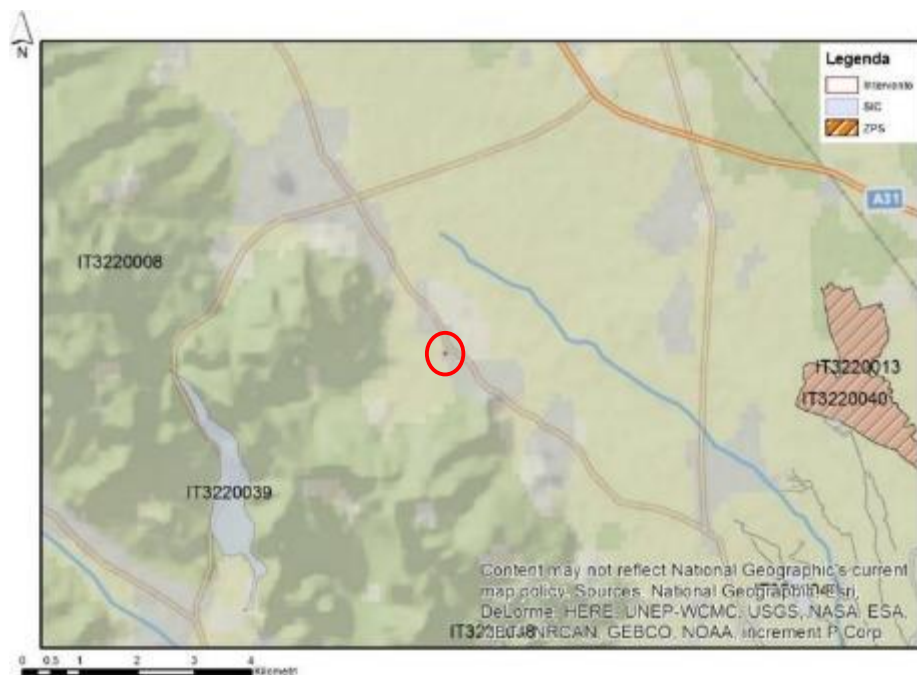 N
Legenda
Intervento
SIC
ZPS
A31
IT3220008
IT3220013
IT3220040
IT3220039
Content may not reflect National Geographic's current
map policy. Sources: National Geographic, Esri,
DeLorme, HERE, UNEP-WCMC, USGS, NASA, ESA,
NRCAN, GEBCO, NOAA, increment P Corp.
0 0.5 1 2 3 4
Kilometri